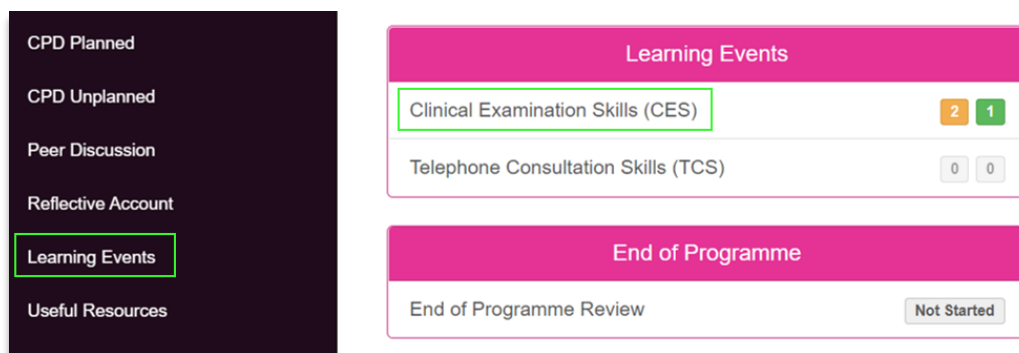 CPD Planned
CPD Unplanned
Peer Discussion
Reflective Account
Learning Events
Useful Resources
Learning Events
Clinical Examination Skills (CES) 2 1
Telephone Consultation Skills (TCS) 0 0
End of Programme
End of Programme Review Not Started